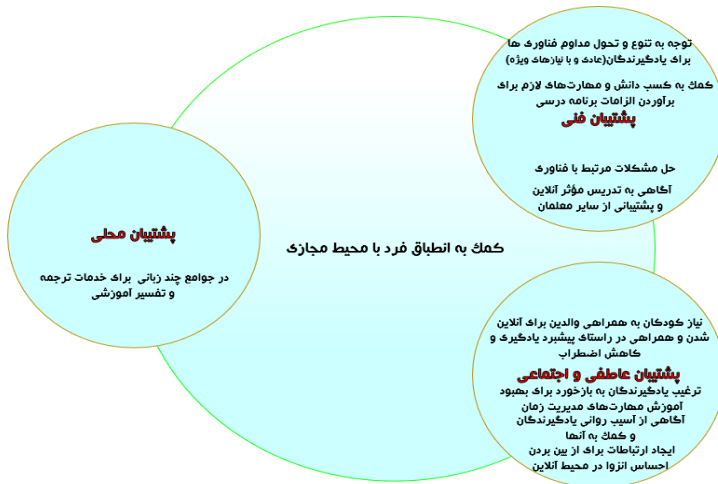 توجه به تنوع و تحول مداوم فناوری ها
برای یادگیرندگان(عادی و با نیازهای ویژه)
کمک به کسب دانش و مهارت‌های لازم برای
برآوردن الزامات برنامه درسی
پشتیبان فنی
حل مشکلات مرتبط با فناوری
آگاهی به تدریس مؤثر آنلاین
و پشتیبانی از سایر معلمان
کمک به انطباق فرد با محیط مجازی
پشتیبان محلی
در جوامع چند زبانی برای خدمات ترجمه
و تفسیر آموزشی
نیاز کودکان به همراهی والدین برای آنلاین
شدن و همراهی در راستای پیشبرد یادگیری و
کاهش اضطراب
پشتیبان عاطفی و اجتماعی
ترغیب یادگیرندگان به بازخورد برای بهبود
آموزش مهارت‌های مدیریت زمان
آگاهی از آسیب روانی یادگیرندگان
و کمک به آنها
ایجاد ارتباطات برای از بین بردن
احساس انزوا در محیط آنلاین